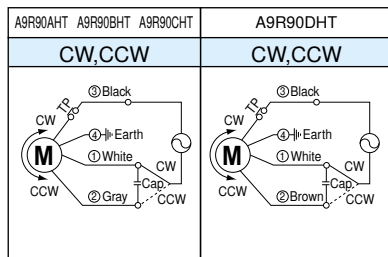 A9R90AHT A9R90BHT A9R90CHT
CW,CCW
TP
③Black
CW
④Earth
M
①White
CW
Cap.
CCW
CCW
②Gray
A9R90DHT
CW,CCW
TP
③Black
CW
④Earth
M
①White
CW
Cap.
CCW
CCW
②Brown